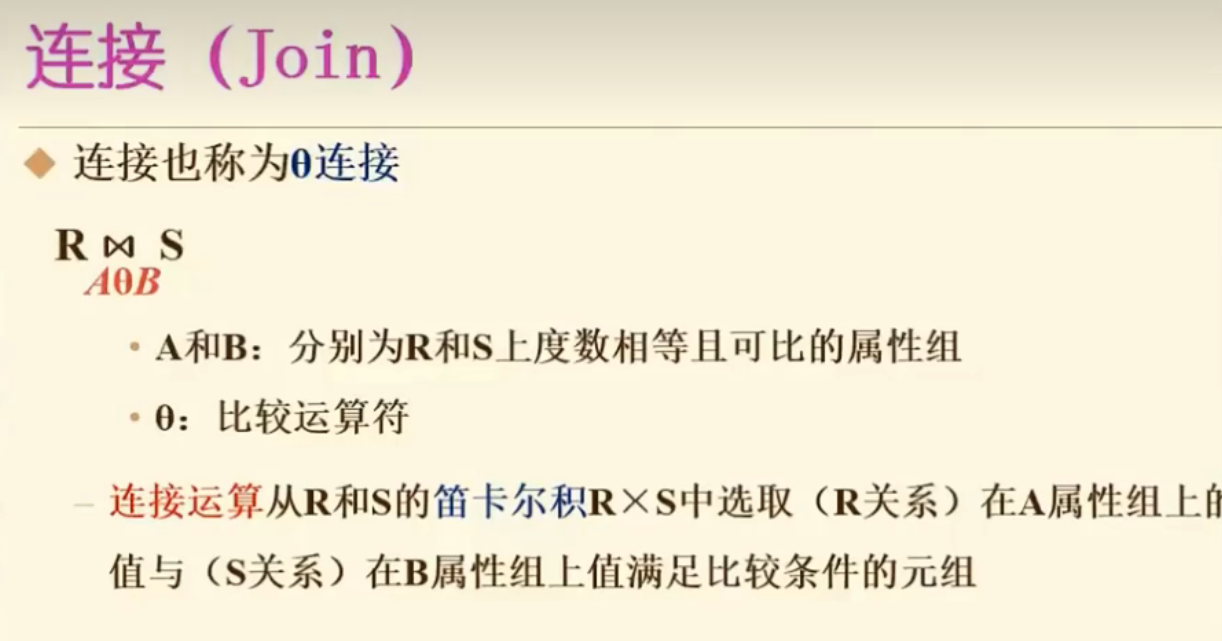 连接（Join）
◆ 连接也称为θ连接
R ⋈ S
AθB
• A和B：分别为R和S上度数相等且可比的属性组
• θ：比较运算符
– 连接运算从R和S的笛卡尔积R×S中选取（R关系）在A属性组上的
值与（S关系）在B属性组上值满足比较条件的元组